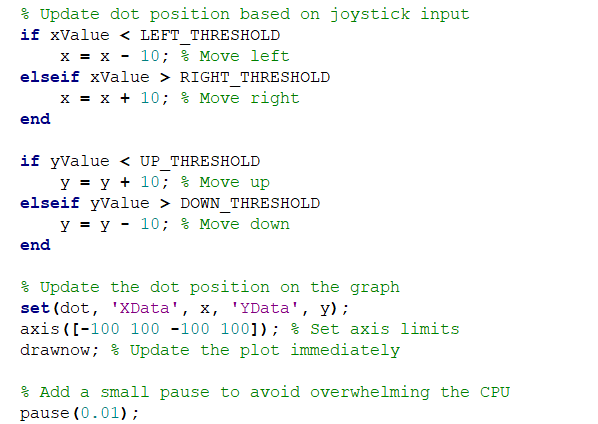 % Update dot position based on joystick input
if xValue < LEFT_THRESHOLD
    x = x - 10; % Move left
elseif xValue > RIGHT_THRESHOLD
    x = x + 10; % Move right
end

if yValue < UP_THRESHOLD
    y = y + 10; % Move up
elseif yValue > DOWN_THRESHOLD
    y = y - 10; % Move down
end

% Update the dot position on the graph
set(dot, 'XData', x, 'YData', y);
axis([-100 100 -100 100]); % Set axis limits
drawnow; % Update the plot immediately

% Add a small pause to avoid overwhelming the CPU
pause(0.01);